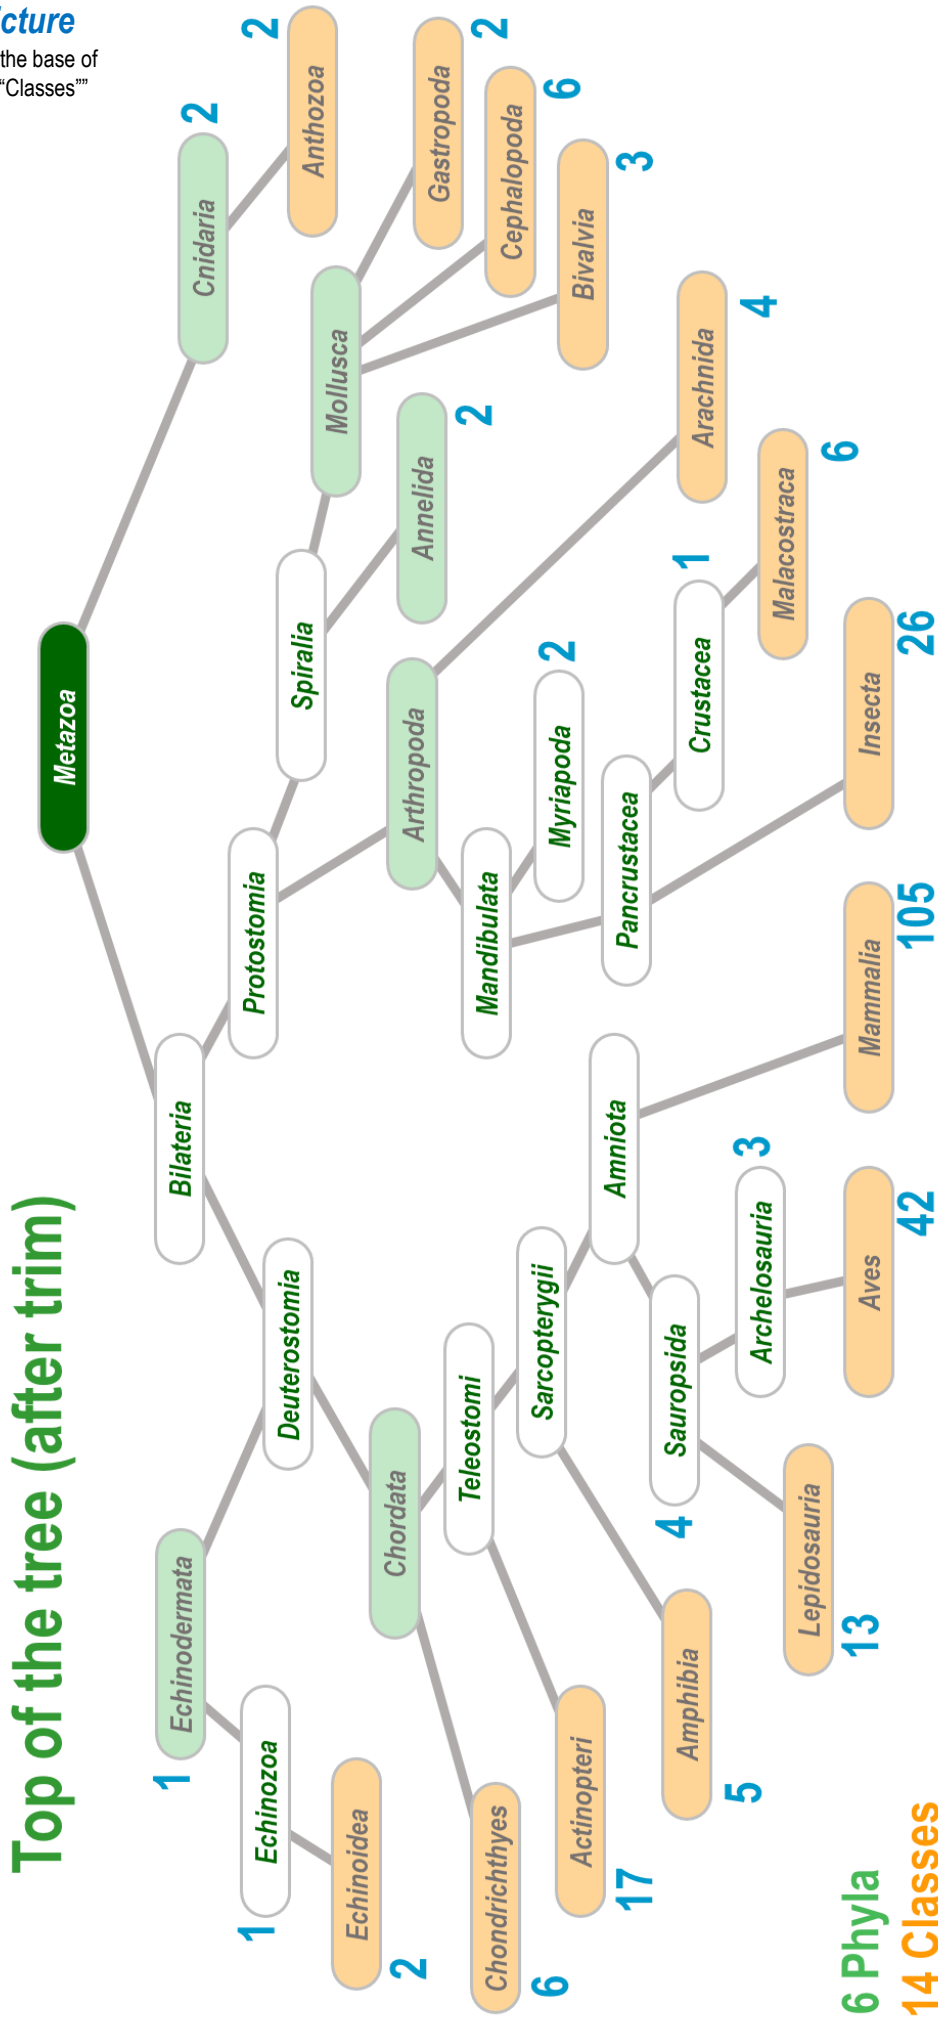 Top of the tree (after trim)
cture
the base of
“Classes””
Metazoa
Cnidaria
2
Anthozoa
2
Bilateria
Protostomia
Spiralia
Mollusca
Gastropoda
2
Cephalopoda
6
Bivalvia
3
Annelida
2
Arthropoda
Arachnida
4
Mandibulata
Myriapoda
2
Pancrustacea
Crustacea
1
Malacostraca
6
Insecta
26
Deuterostomia
Echinodermata
1
Echinozoa
1
Echinoidea
2
Chordata
Chondrichthyes
6
Teleostomi
Actinopteri
17
Sarcopterygii
Amphibia
5
Amniota
Sauropsida
4
Lepidosauria
13
Archelosauria
3
Aves
42
Mammalia
105
6 Phyla
14 Classes